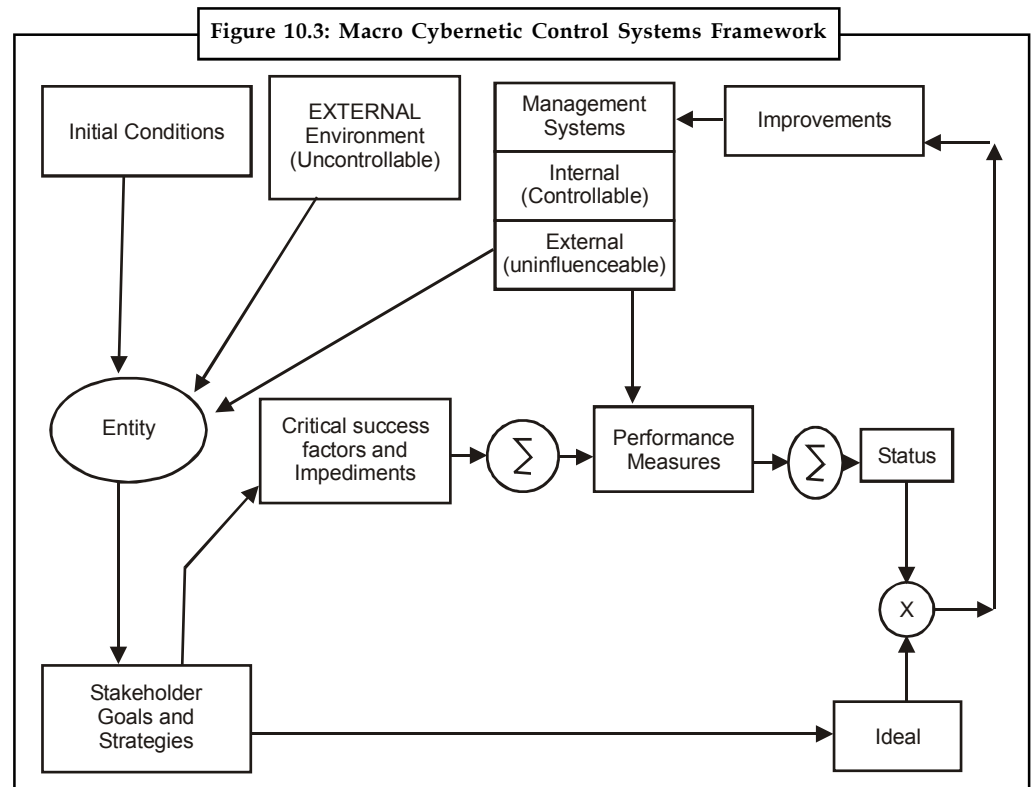 Figure 10.3: Macro Cybernetic Control Systems Framework
Initial Conditions
EXTERNAL
Environment
(Uncontrollable)
Management
Systems
Internal
(Controllable)
External
(uninfluenceable)
Improvements
Entity
Critical success
factors and
Impediments
∑
Performance
Measures
∑
Status
X
Stakeholder
Goals and
Strategies
Ideal